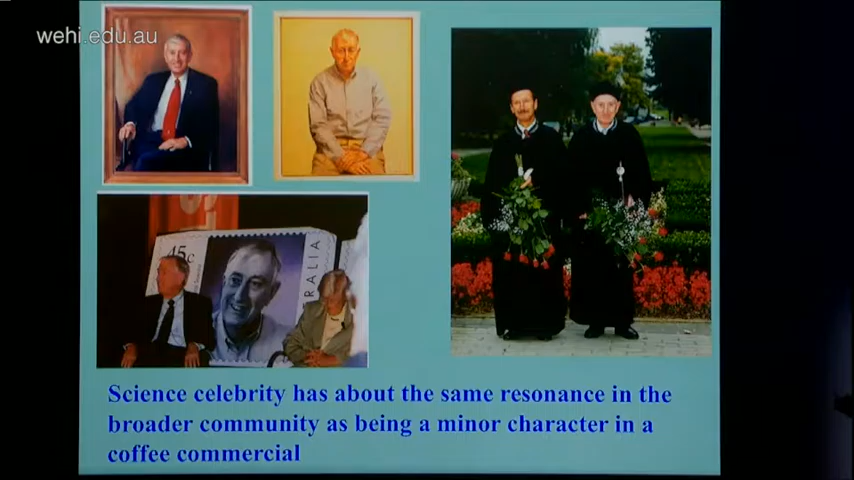 wehi.edu.au
45c
RALIA
Science celebrity has about the same resonance in the
broader community as being a minor character in a
coffee commercial